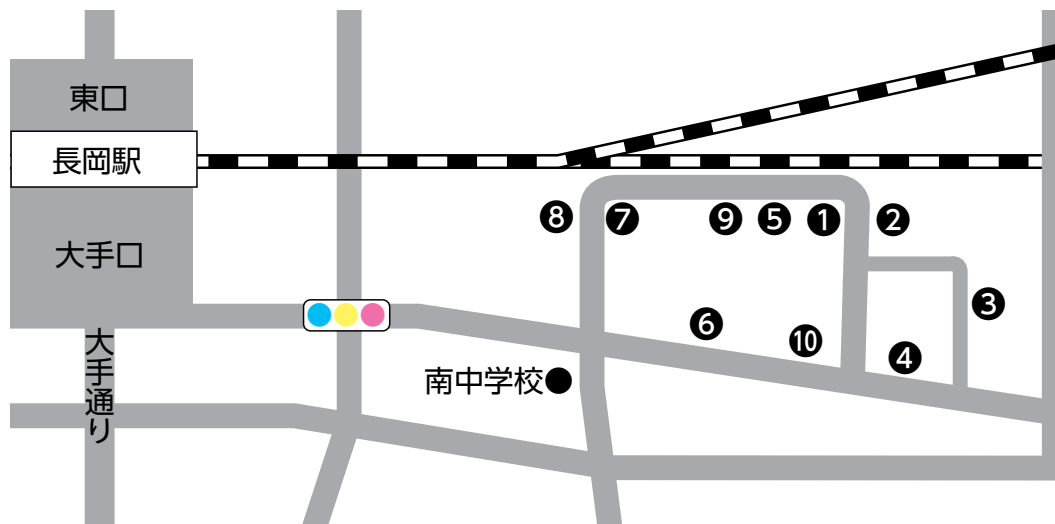 東口
長岡駅
大手口
大手通り
南中学校
❽
❼
❾
❺
❶
❷
❸
❻
❿
❹